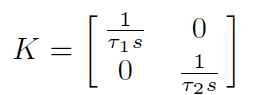 K = [ 1/(τ₁s) 0
0 1/(τ₂s) ]